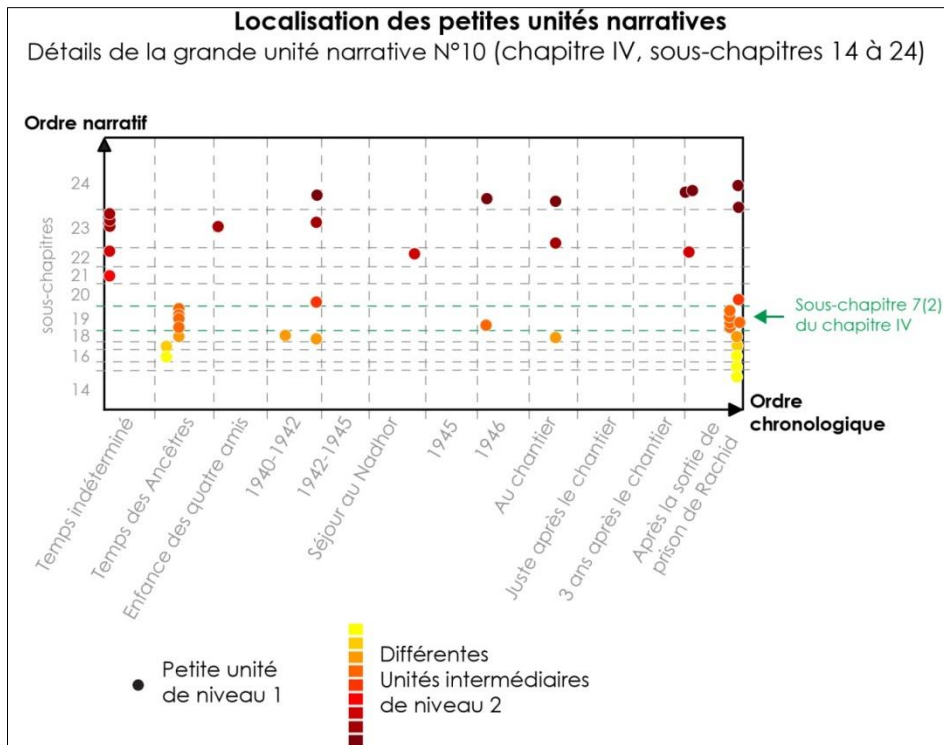 Localisation des petites unités narratives
Détails de la grande unité narrative N°10 (chapitre IV, sous-chapitres 14 à 24)
Ordre narratif
sous-chapitres
24
23
22
21
20
19
18
16
14
Sous-chapitre 7(2)
du chapitre IV
Ordre
chronologique
Temps indéterminé
Temps des Ancêtres
Enfance des quatre amis
1940-1942
1942-1945
Séjour au Nadhor
1945
1946
Au chantier
Juste après le chantier
3 ans après le chantier
Après la sortie de
prison de Rachid
Petite unité
de niveau 1
Différentes
Unités intermédiaires
de niveau 2